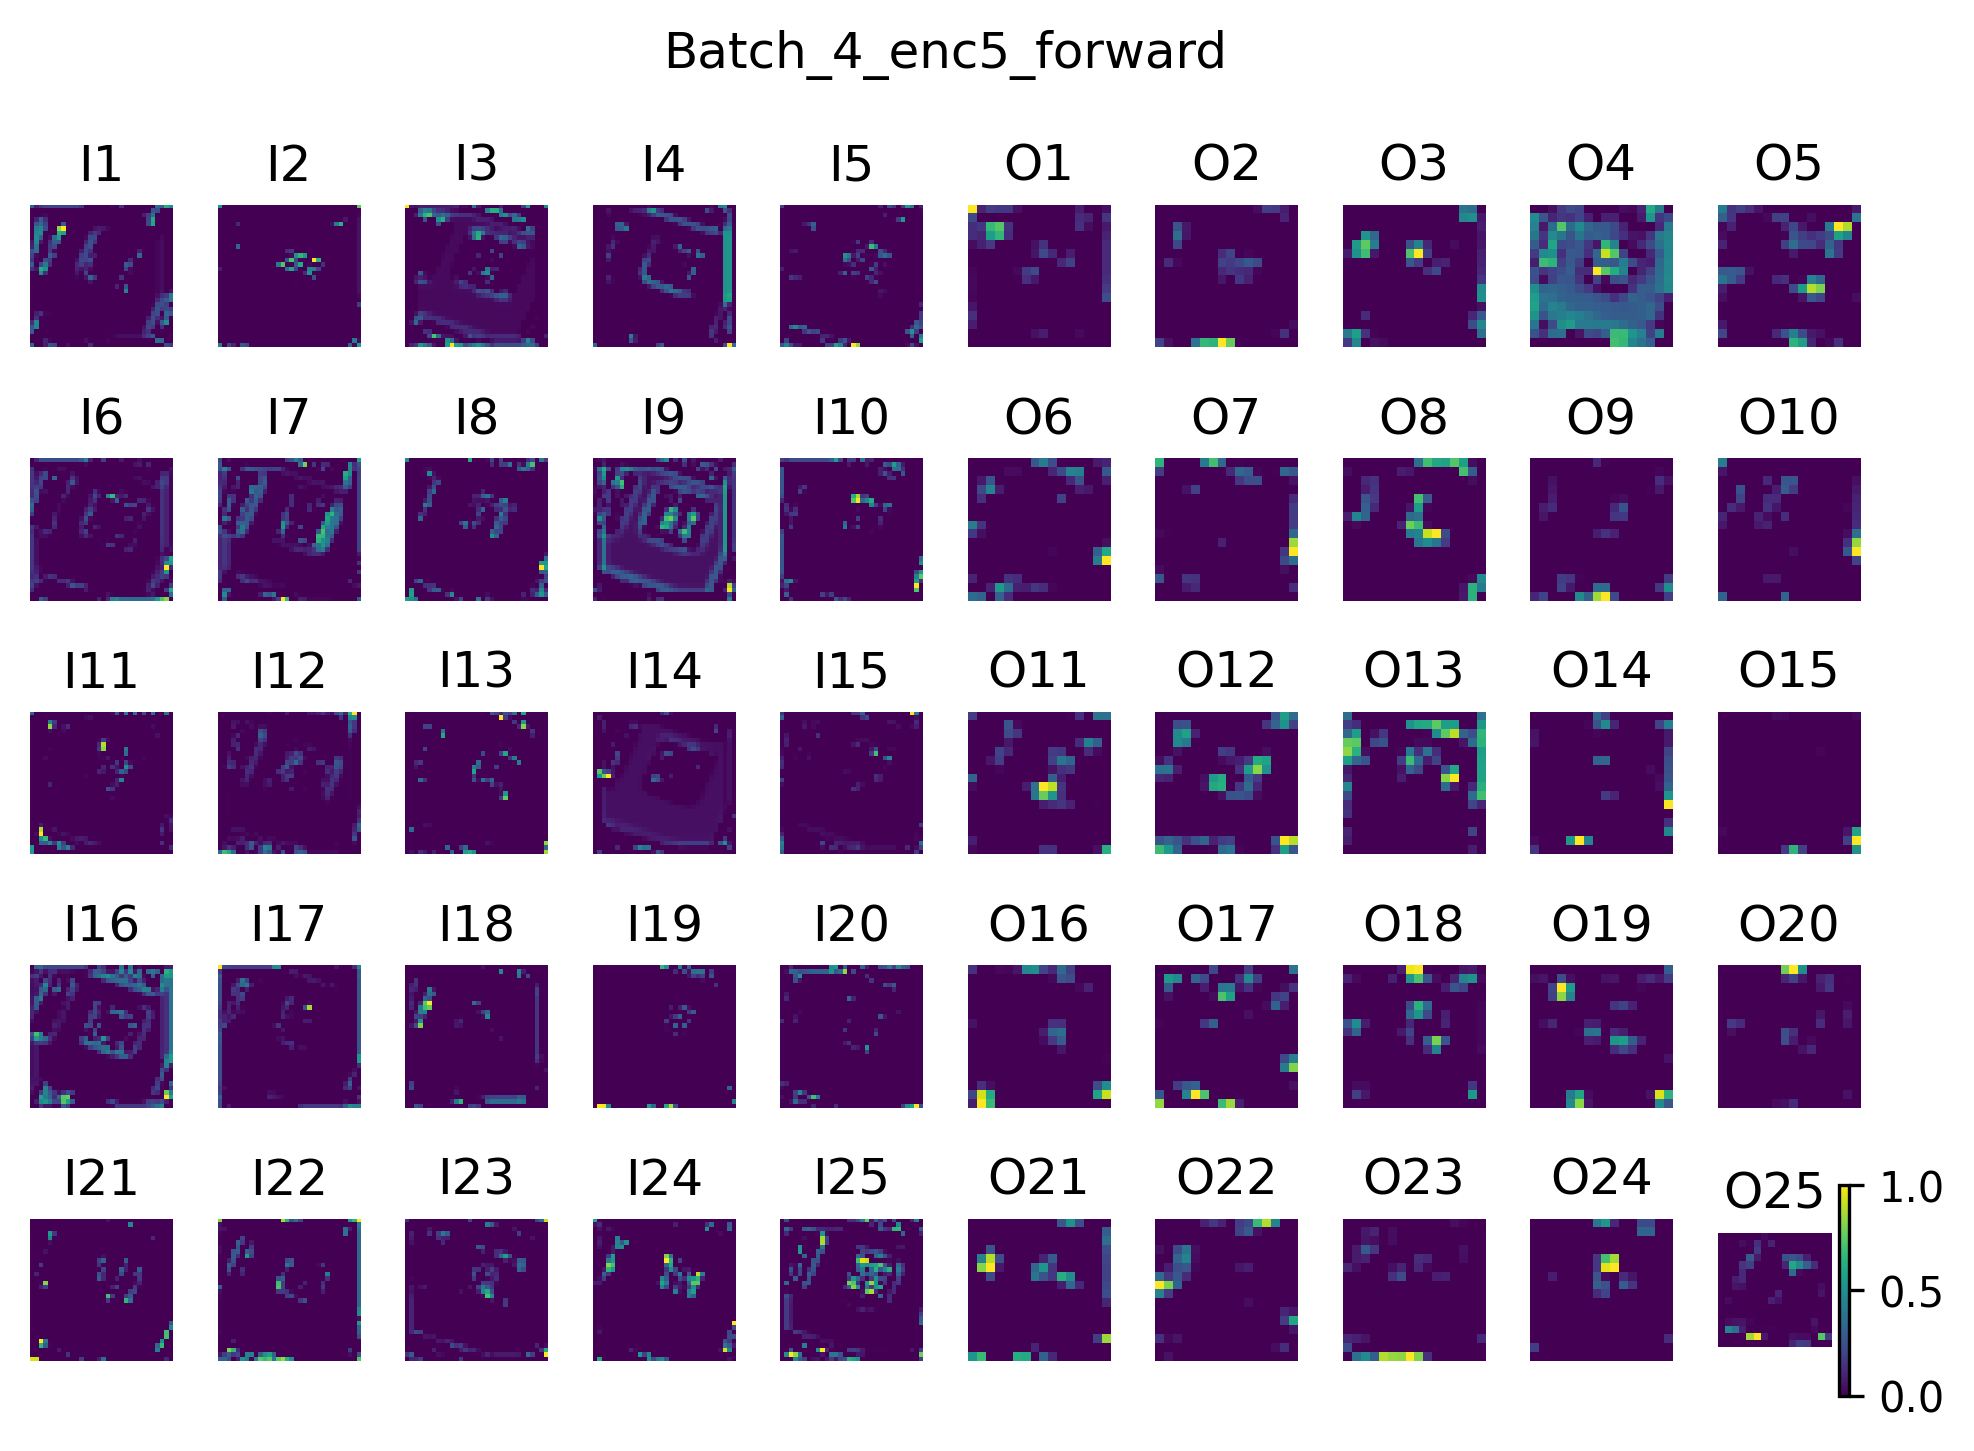 Batch_4_enc5_forward
I1 I2 I3 I4 I5 O1 O2 O3 O4 O5
I6 I7 I8 I9 I10 O6 O7 O8 O9 O10
I11 I12 I13 I14 I15 O11 O12 O13 O14 O15
I16 I17 I18 I19 I20 O16 O17 O18 O19 O20
I21 I22 I23 I24 I25 O21 O22 O23 O24 O25
1.0
0.5
0.0